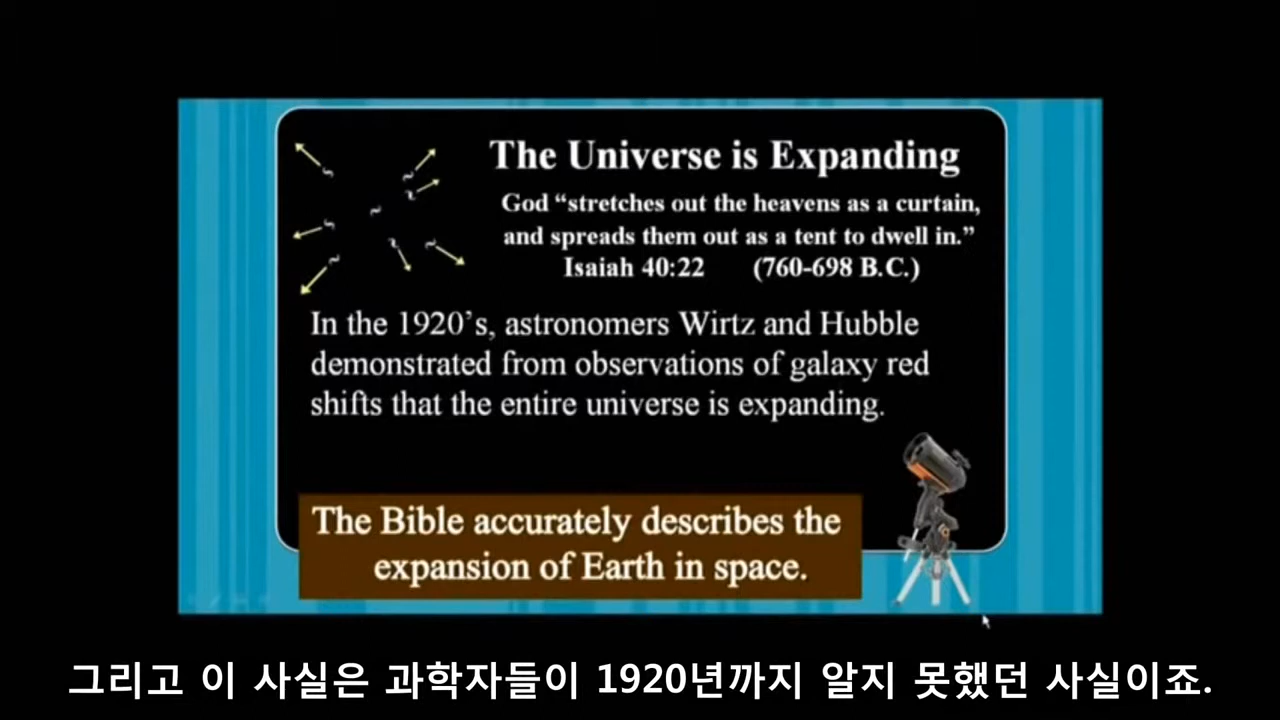 The Universe is Expanding
God “stretches out the heavens as a curtain,
and spreads them out as a tent to dwell in.”
Isaiah 40:22 (760-698 B.C.)
In the 1920’s, astronomers Wirtz and Hubble
demonstrated from observations of galaxy red
shifts that the entire universe is expanding.
The Bible accurately describes the
expansion of Earth in space.
그리고 이 사실은 과학자들이 1920년까지 알지 못했던 사실이죠.